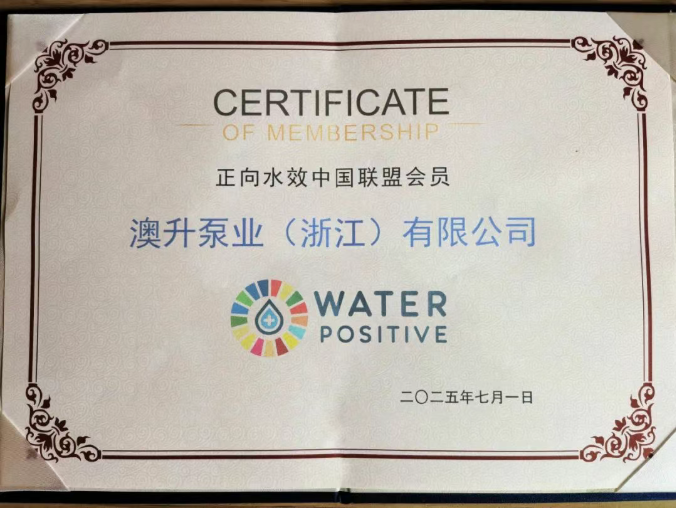 CERTIFICATE
OF MEMBERSHIP
正向水效中国联盟会员
澳升泵业（浙江）有限公司
WATER
POSITIVE
二〇二五年七月一日